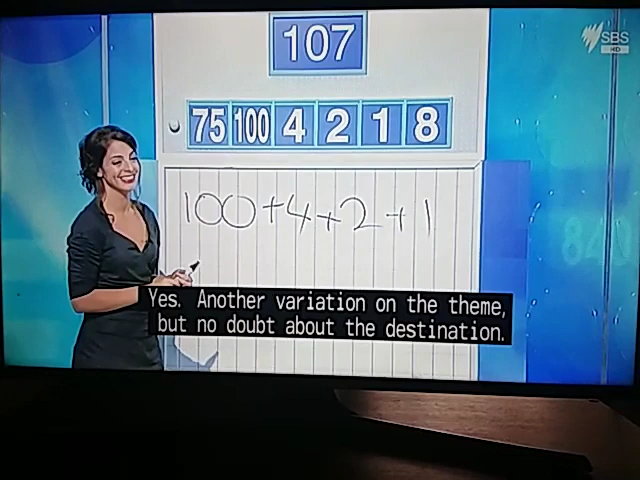 107
SBS
HD
75 100 4 2 1 8
100+4+2+1
Yes. Another variation on the theme,
but no doubt about the destination.